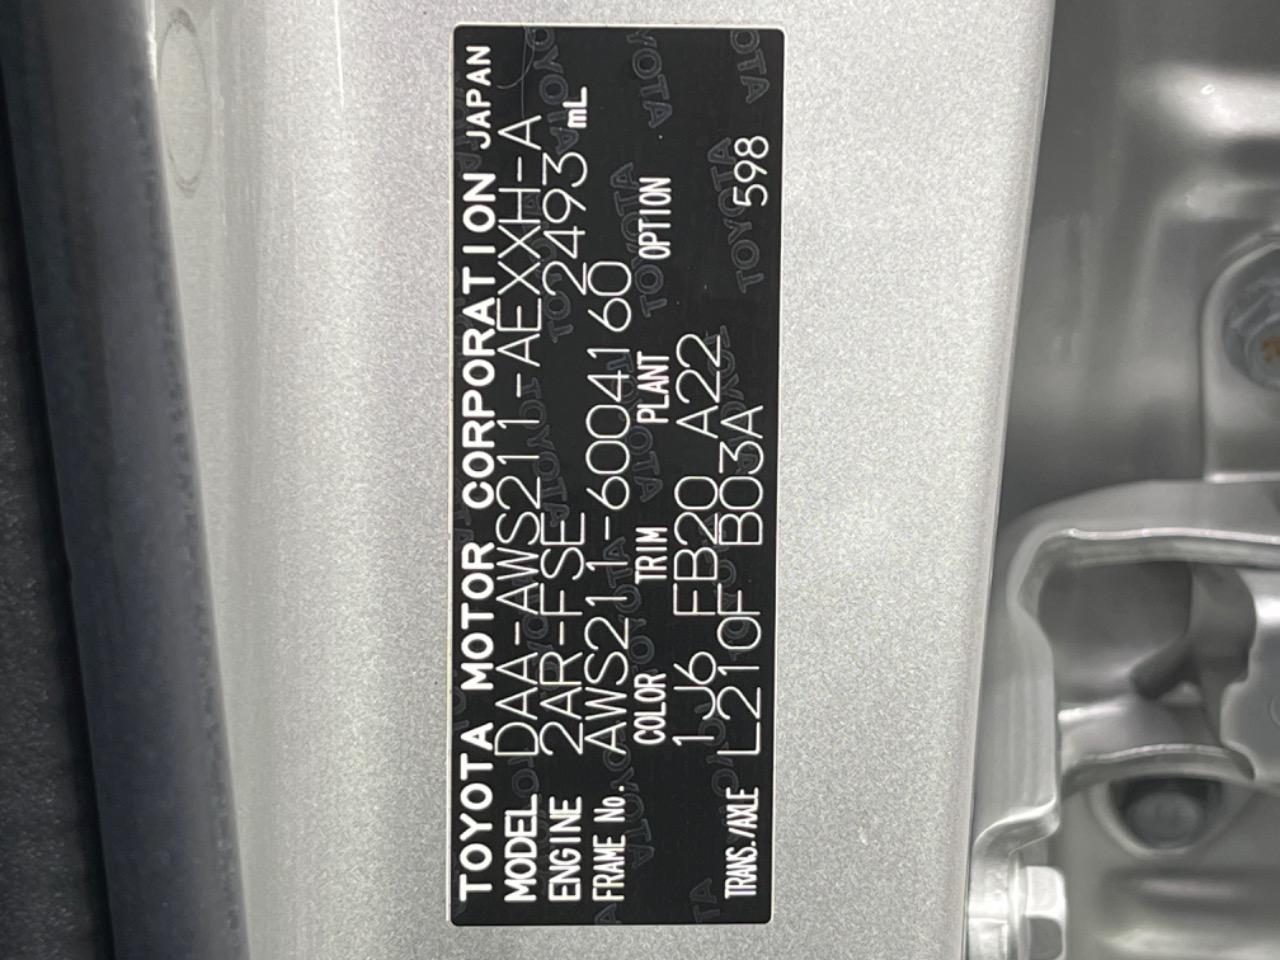 TOYOTA MOTOR CORPORATION JAPAN
MODEL DAA-AWS211-AEXXH-A
ENGINE 2AR-FSE 2493 mL
FRAME No. AWS211-6004160
COLOR TRIM PLANT OPTION
1J6 FB20 A22
TRANS./AXLE L210F B03A 598